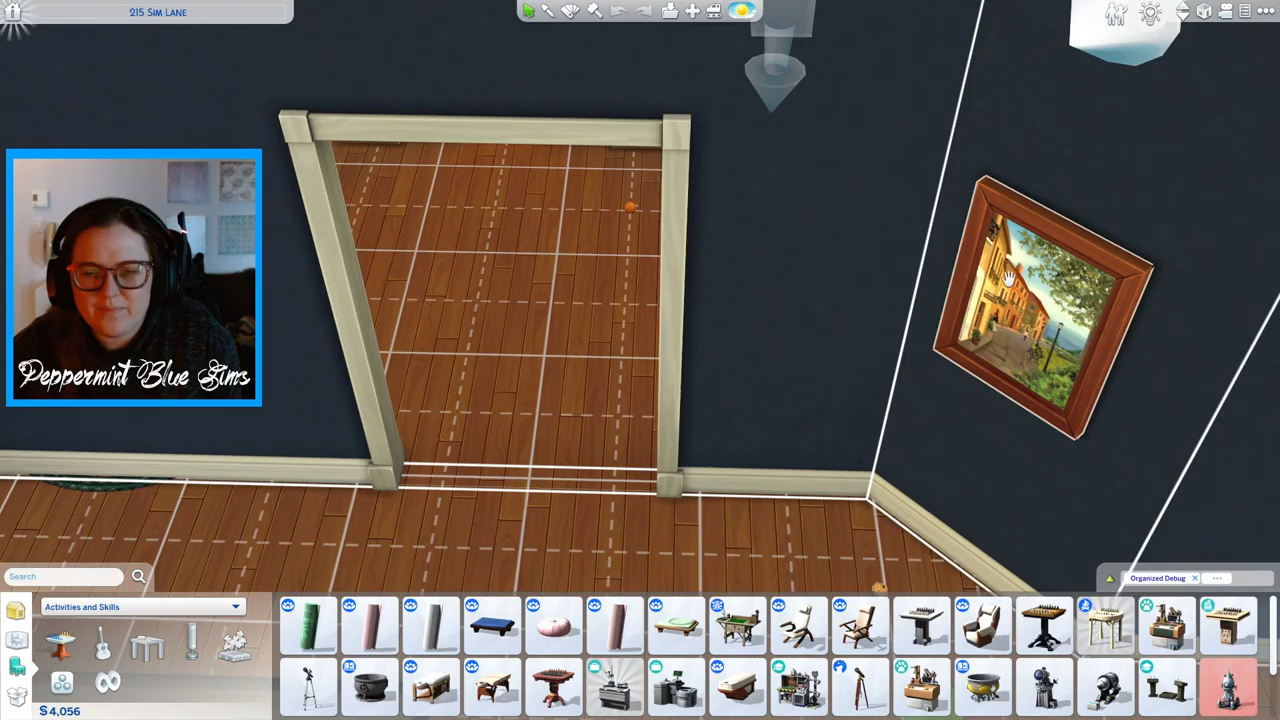 215 SIM LANE
Peppermint Blue Sims
Search
Organized Debug
Activities and Skills
§4,056